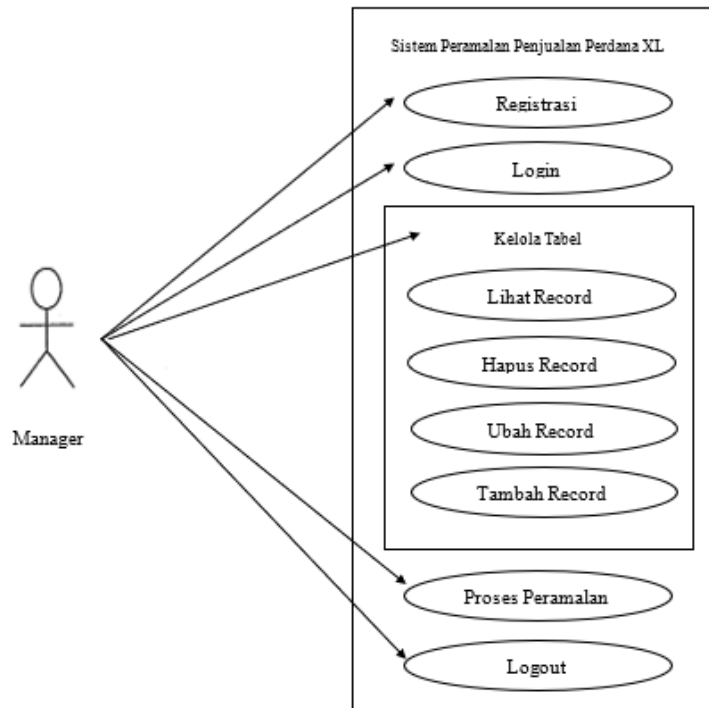 Sistem Peramalan Penjualan Perdana XL
Registrasi
Login
Kelola Tabel
Lihat Record
Hapus Record
Ubah Record
Tambah Record
Manager
Proses Peramalan
Logout